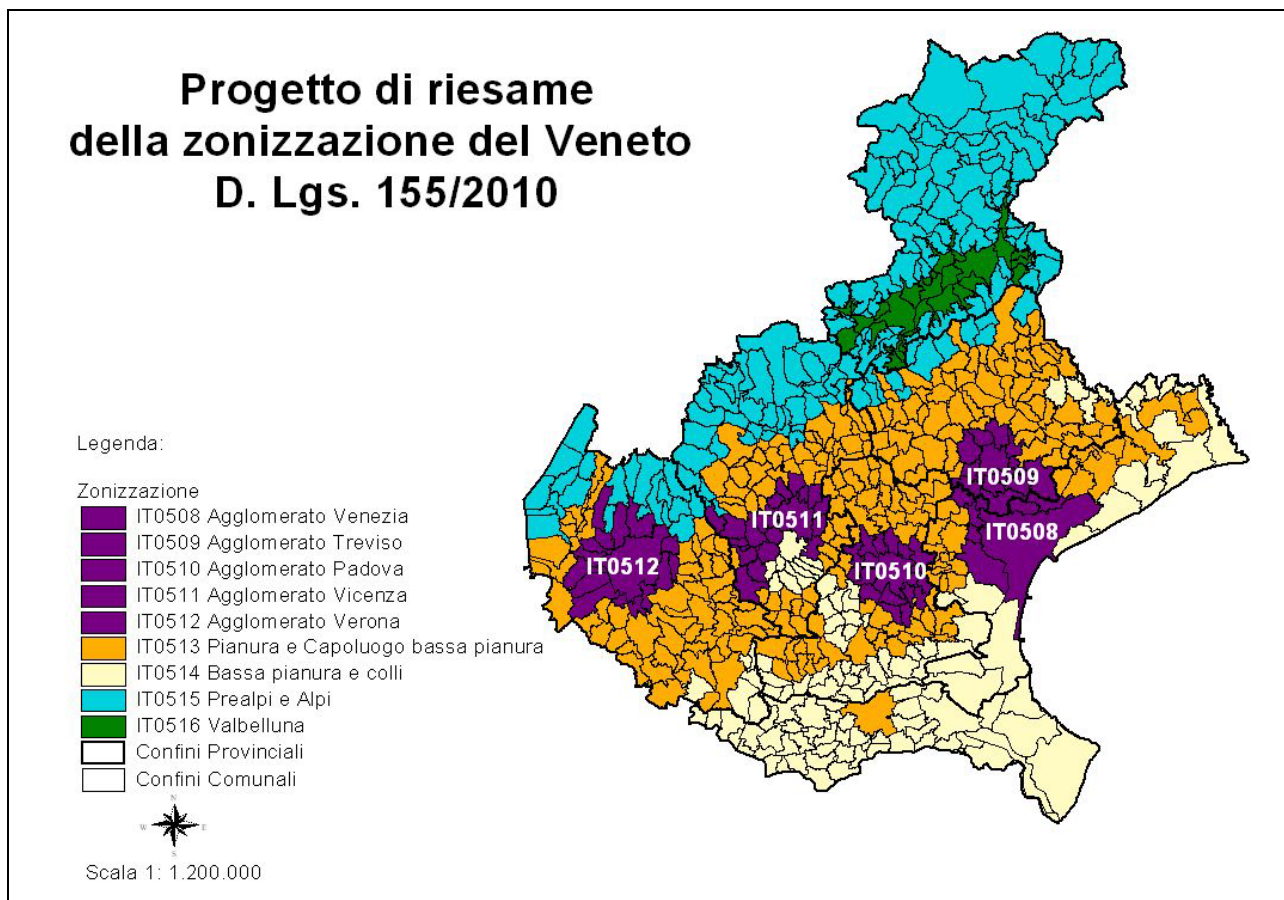 Progetto di riesame
della zonizzazione del Veneto
D. Lgs. 155/2010
Legenda:
Zonizzazione
IT0508 Agglomerato Venezia
IT0509 Agglomerato Treviso
IT0510 Agglomerato Padova
IT0511 Agglomerato Vicenza
IT0512 Agglomerato Verona
IT0513 Pianura e Capoluogo bassa pianura
IT0514 Bassa pianura e colli
IT0515 Prealpi e Alpi
IT0516 Valbelluna
Confini Provinciali
Confini Comunali
N
W E
S
Scala 1: 1.200.000
IT0509
IT0511
IT0508
IT0512
IT0510